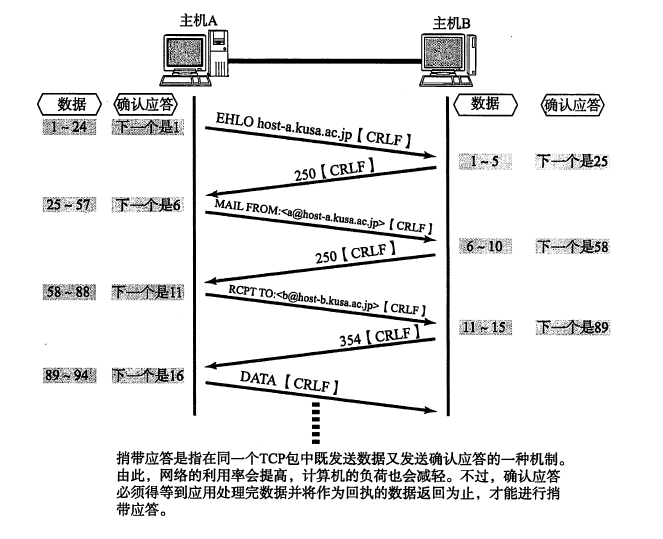 主机A
主机B
数据
确认应答
数据
确认应答
1~24
下一个是1
EHLO host-a.kusa.ac.jp【CRLF】
1~5
下一个是25
250【CRLF】
25~57
下一个是6
MAIL FROM:<a@host-a.kusa.ac.jp>【CRLF】
6~10
下一个是58
250【CRLF】
58~88
下一个是11
RCPT TO:<b@host-b.kusa.ac.jp>【CRLF】
11~15
下一个是89
354【CRLF】
89~94
下一个是16
DATA【CRLF】
捎带应答是指在同一个TCP包中既发送数据又发送确认应答的一种机制。
由此，网络的利用率会提高，计算机的负荷也会减轻。不过，确认应答
必须得等到应用处理完数据并将作为回执的数据返回为止，才能进行捎
带应答。